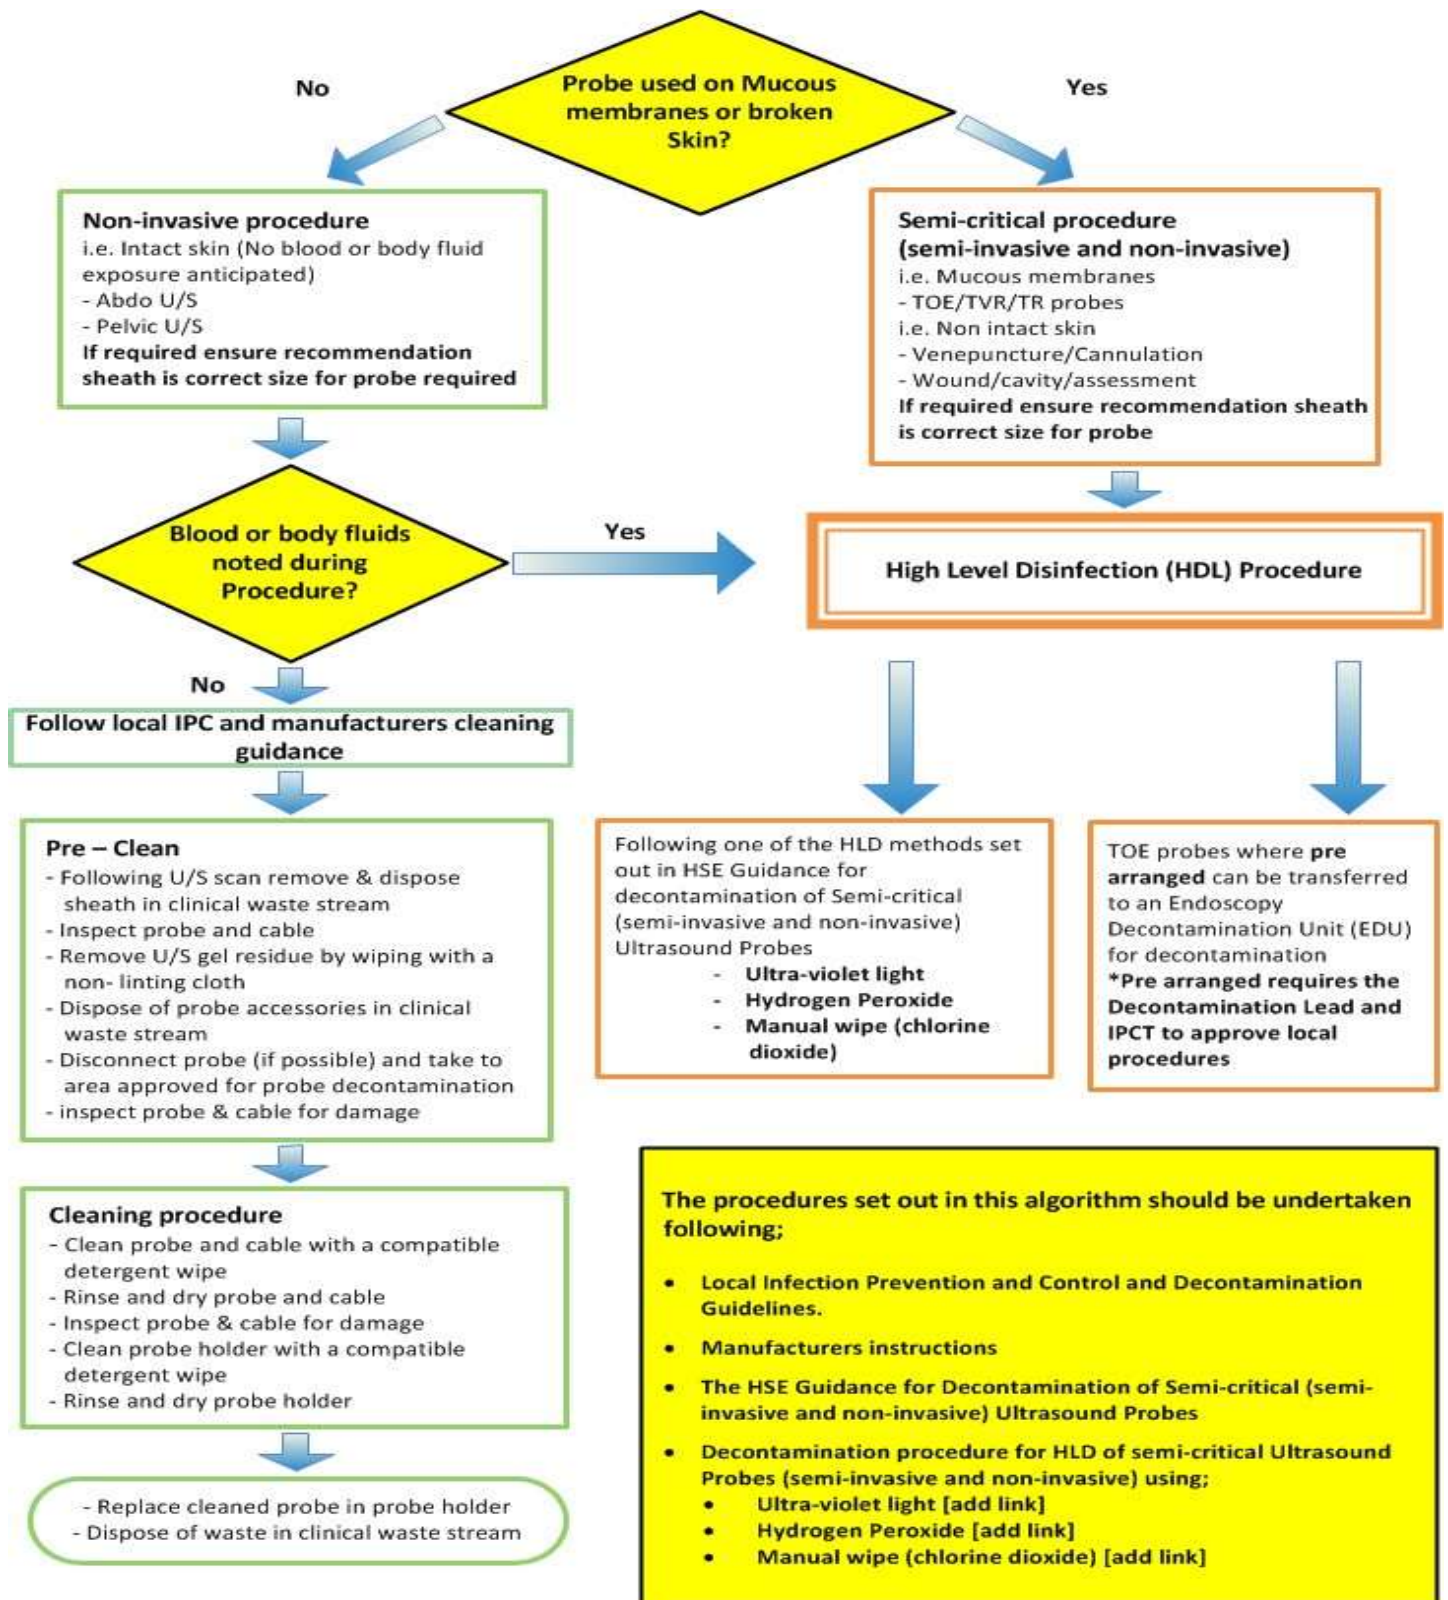 No
Probe used on Mucous
membranes or broken
Skin?
Yes
Non-invasive procedure
i.e. Intact skin (No blood or body fluid
exposure anticipated)
- Abdo U/S
- Pelvic U/S
If required ensure recommendation
sheath is correct size for probe required
Semi-critical procedure
(semi-invasive and non-invasive)
i.e. Mucous membranes
- TOE/TVR/TR probes
i.e. Non intact skin
- Venepuncture/Cannulation
- Wound/cavity/assessment
If required ensure recommendation sheath
is correct size for probe
Blood or body fluids
noted during
Procedure?
Yes
High Level Disinfection (HDL) Procedure
No
Follow local IPC and manufacturers cleaning
guidance
Pre – Clean
- Following U/S scan remove & dispose
sheath in clinical waste stream
- Inspect probe and cable
- Remove U/S gel residue by wiping with a
non- linting cloth
- Dispose of probe accessories in clinical
waste stream
- Disconnect probe (if possible) and take to
area approved for probe decontamination
- inspect probe & cable for damage
Following one of the HLD methods set
out in HSE Guidance for
decontamination of Semi-critical
(semi-invasive and non-invasive)
Ultrasound Probes
- Ultra-violet light
- Hydrogen Peroxide
- Manual wipe (chlorine
dioxide)
TOE probes where pre
arranged can be transferred
to an Endoscopy
Decontamination Unit (EDU)
for decontamination
*Pre arranged requires the
Decontamination Lead and
IPCT to approve local
procedures
Cleaning procedure
- Clean probe and cable with a compatible
detergent wipe
- Rinse and dry probe and cable
- Inspect probe & cable for damage
- Clean probe holder with a compatible
detergent wipe
- Rinse and dry probe holder
- Replace cleaned probe in probe holder
- Dispose of waste in clinical waste stream
The procedures set out in this algorithm should be undertaken
following;
• Local Infection Prevention and Control and Decontamination
Guidelines.
• Manufacturers instructions
• The HSE Guidance for Decontamination of Semi-critical (semi-
invasive and non-invasive) Ultrasound Probes
• Decontamination procedure for HLD of semi-critical Ultrasound
Probes (semi-invasive and non-invasive) using;
• Ultra-violet light [add link]
• Hydrogen Peroxide [add link]
• Manual wipe (chlorine dioxide) [add link]